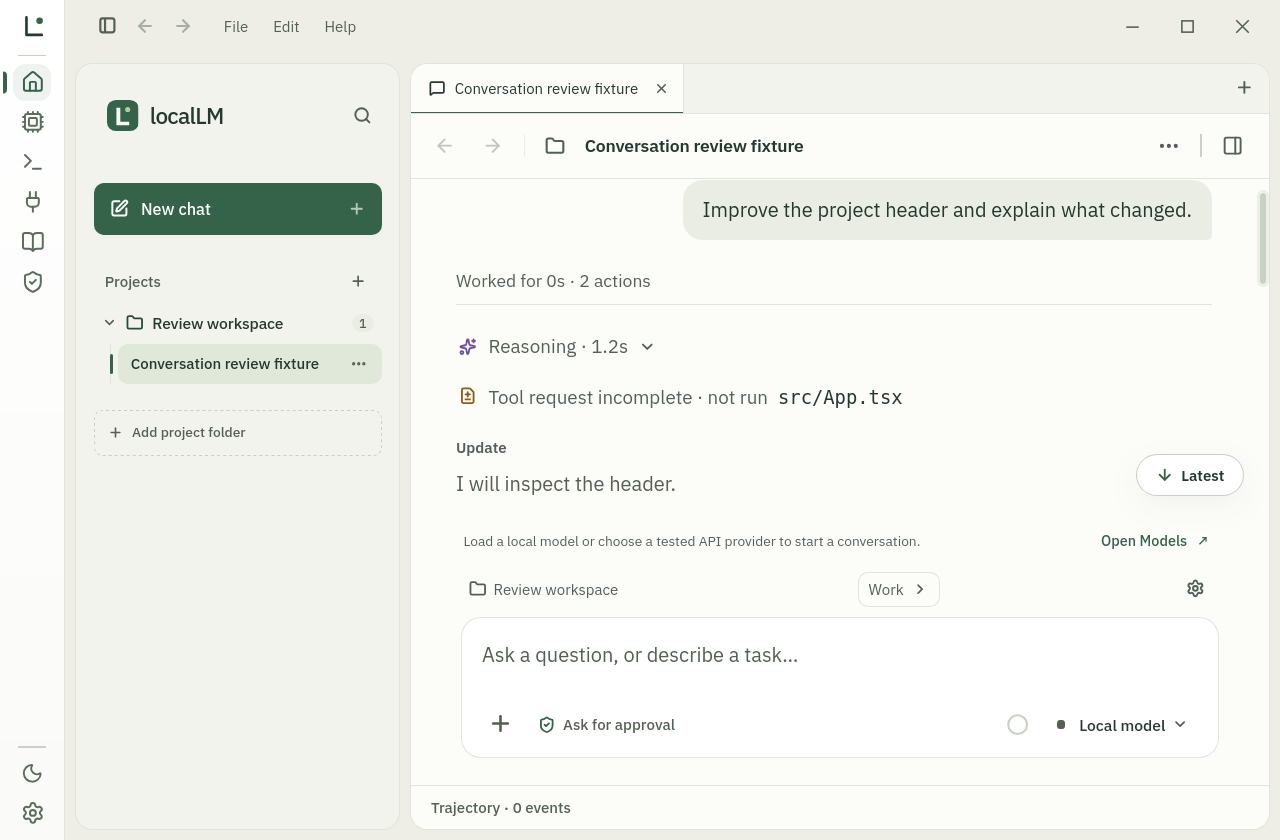 File Edit Help
localLM
New chat
Projects
Review workspace 1
Conversation review fixture
Add project folder
Conversation review fixture
Conversation review fixture
Improve the project header and explain what changed.
Worked for 0s · 2 actions
Reasoning · 1.2s
Tool request incomplete · not run src/App.tsx
Update
I will inspect the header.
Latest
Load a local model or choose a tested API provider to start a conversation. Open Models ↗
Review workspace Work
Ask a question, or describe a task...
Ask for approval Local model
Trajectory · 0 events